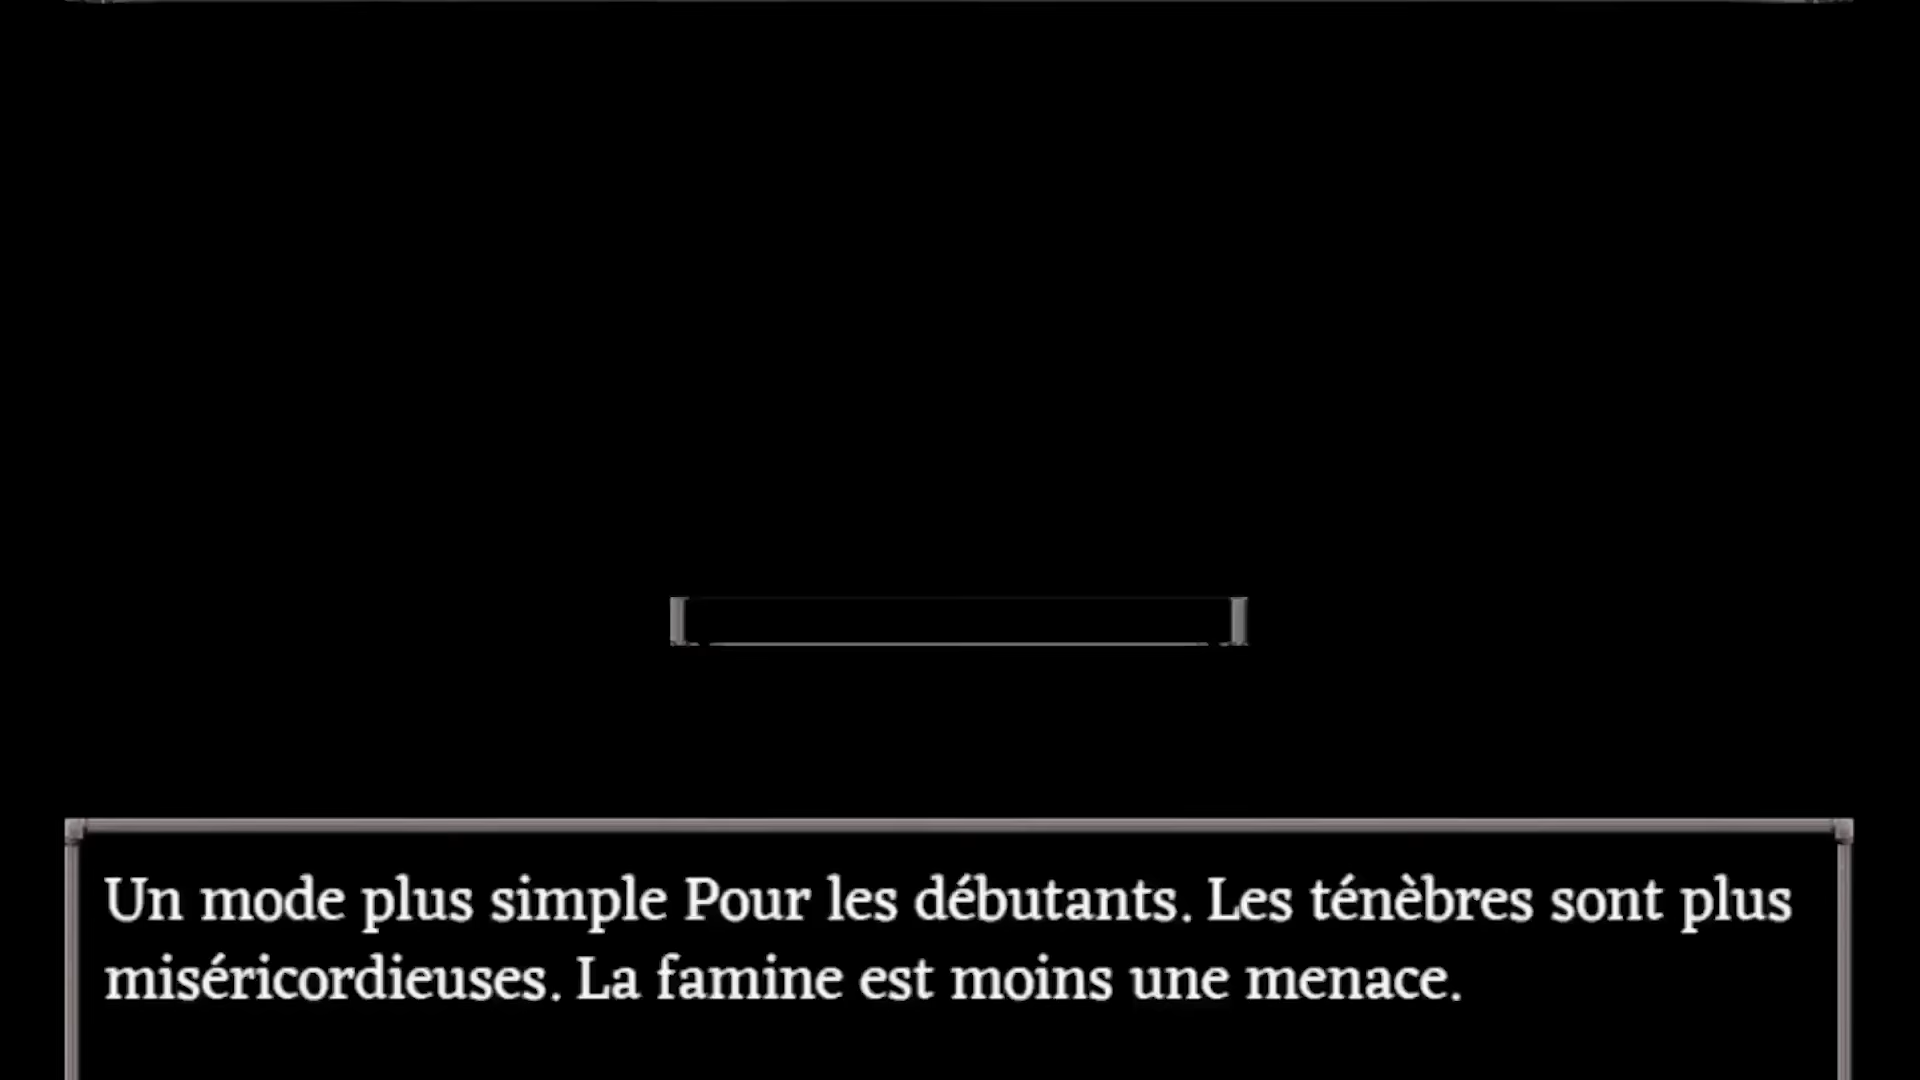 Un mode plus simple Pour les débutants. Les ténèbres sont plus
miséricordieuses. La famine est moins une menace.